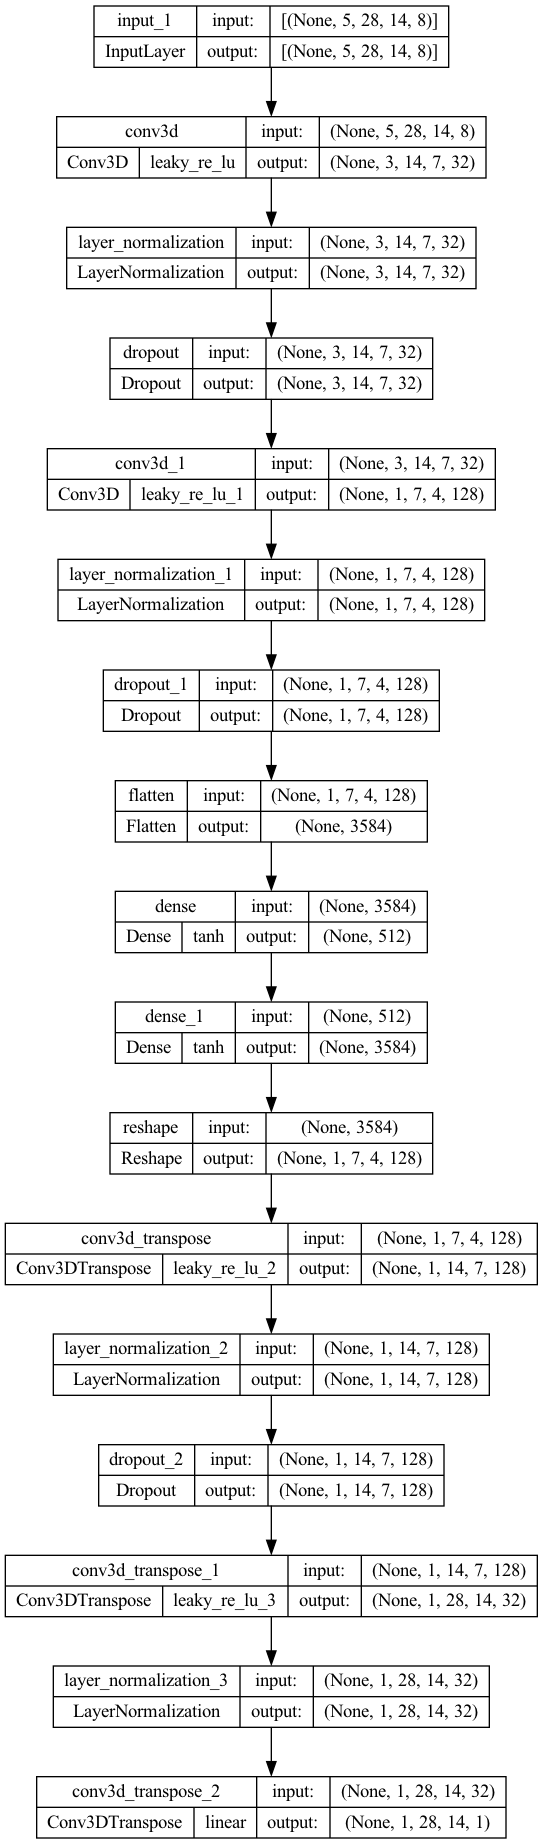 input_1 input: [(None, 5, 28, 14, 8)]
InputLayer output: [(None, 5, 28, 14, 8)]
conv3d input: (None, 5, 28, 14, 8)
Conv3D leaky_re_lu output: (None, 3, 14, 7, 32)
layer_normalization input: (None, 3, 14, 7, 32)
LayerNormalization output: (None, 3, 14, 7, 32)
dropout input: (None, 3, 14, 7, 32)
Dropout output: (None, 3, 14, 7, 32)
conv3d_1 input: (None, 3, 14, 7, 32)
Conv3D leaky_re_lu_1 output: (None, 1, 7, 4, 128)
layer_normalization_1 input: (None, 1, 7, 4, 128)
LayerNormalization output: (None, 1, 7, 4, 128)
dropout_1 input: (None, 1, 7, 4, 128)
Dropout output: (None, 1, 7, 4, 128)
flatten input: (None, 1, 7, 4, 128)
Flatten output: (None, 3584)
dense input: (None, 3584)
Dense tanh output: (None, 512)
dense_1 input: (None, 512)
Dense tanh output: (None, 3584)
reshape input: (None, 3584)
Reshape output: (None, 1, 7, 4, 128)
conv3d_transpose input: (None, 1, 7, 4, 128)
Conv3DTranspose leaky_re_lu_2 output: (None, 1, 14, 7, 128)
layer_normalization_2 input: (None, 1, 14, 7, 128)
LayerNormalization output: (None, 1, 14, 7, 128)
dropout_2 input: (None, 1, 14, 7, 128)
Dropout output: (None, 1, 14, 7, 128)
conv3d_transpose_1 input: (None, 1, 14, 7, 128)
Conv3DTranspose leaky_re_lu_3 output: (None, 1, 28, 14, 32)
layer_normalization_3 input: (None, 1, 28, 14, 32)
LayerNormalization output: (None, 1, 28, 14, 32)
conv3d_transpose_2 input: (None, 1, 28, 14, 32)
Conv3DTranspose linear output: (None, 1, 28, 14, 1)